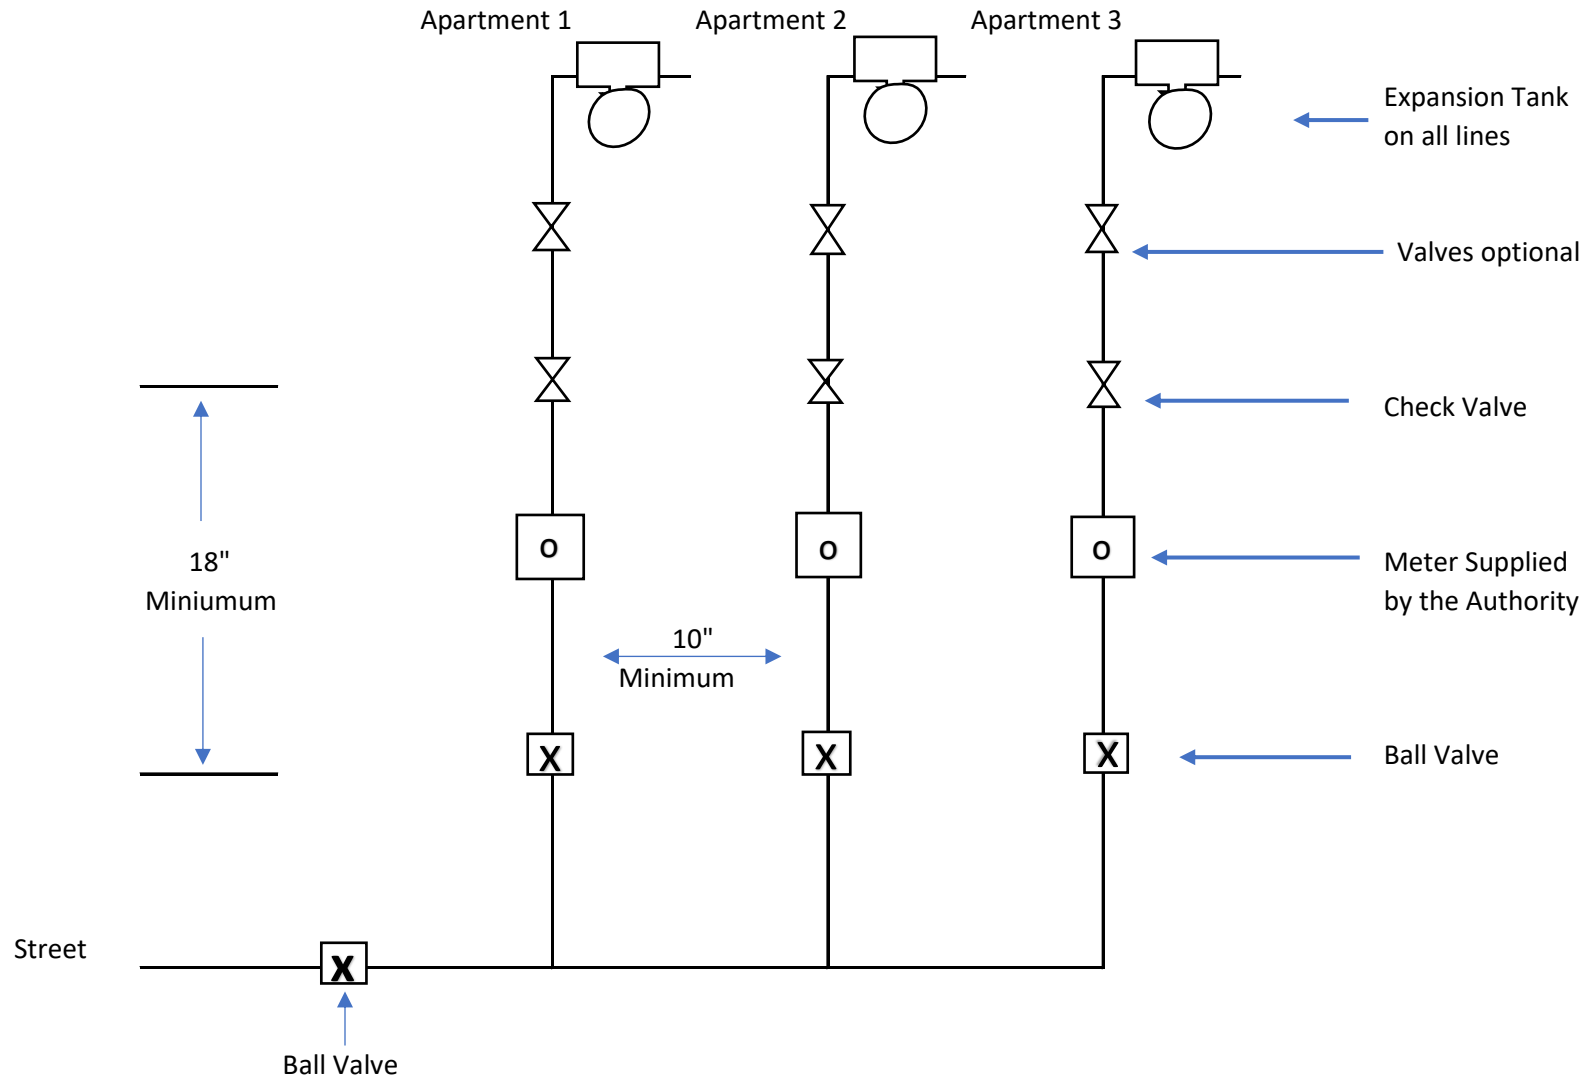 Apartment 1
Apartment 2
Apartment 3
Expansion Tank
on all lines
Valves optional
Check Valve
18"
Miniumum
O
O
O
Meter Supplied
by the Authority
10"
Minimum
X
X
X
Ball Valve
Street
X
Ball Valve